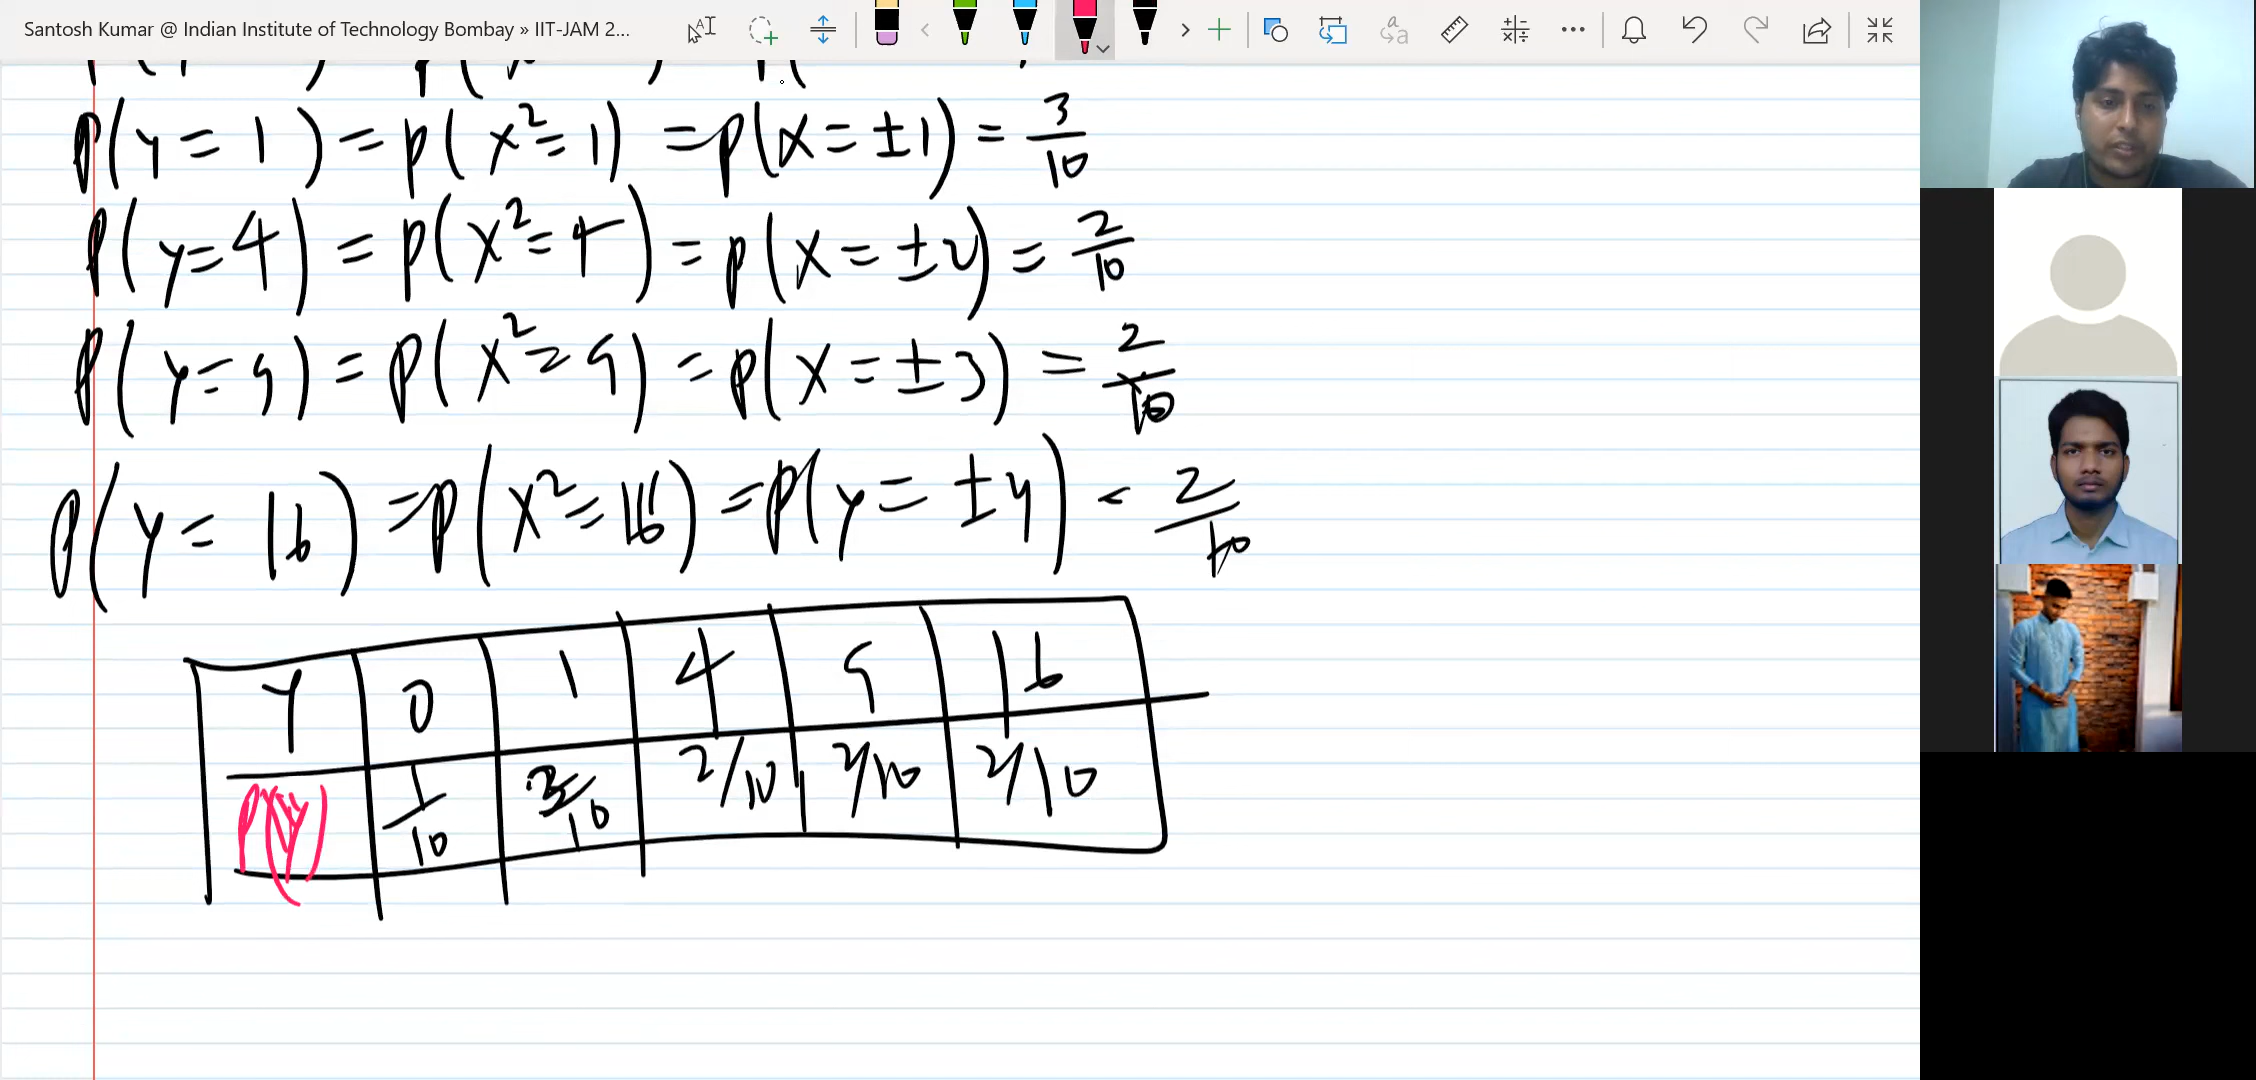 Santosh Kumar @ Indian Institute of Technology Bombay » IIT-JAM 2...
P(Y = 1) = P(X² = 1) = P(X = ±1) = 3/10
P(Y = 4) = P(X² = 4) = P(X = ±2) = 2/10
P(Y = 9) = P(X² = 9) = P(X = ±3) = 2/10
P(Y = 16) = P(X² = 16) = P(Y = ±4) = 2/10
Y 0 1 4 9 16
P(Y) 1/10 3/10 2/10 2/10 2/10